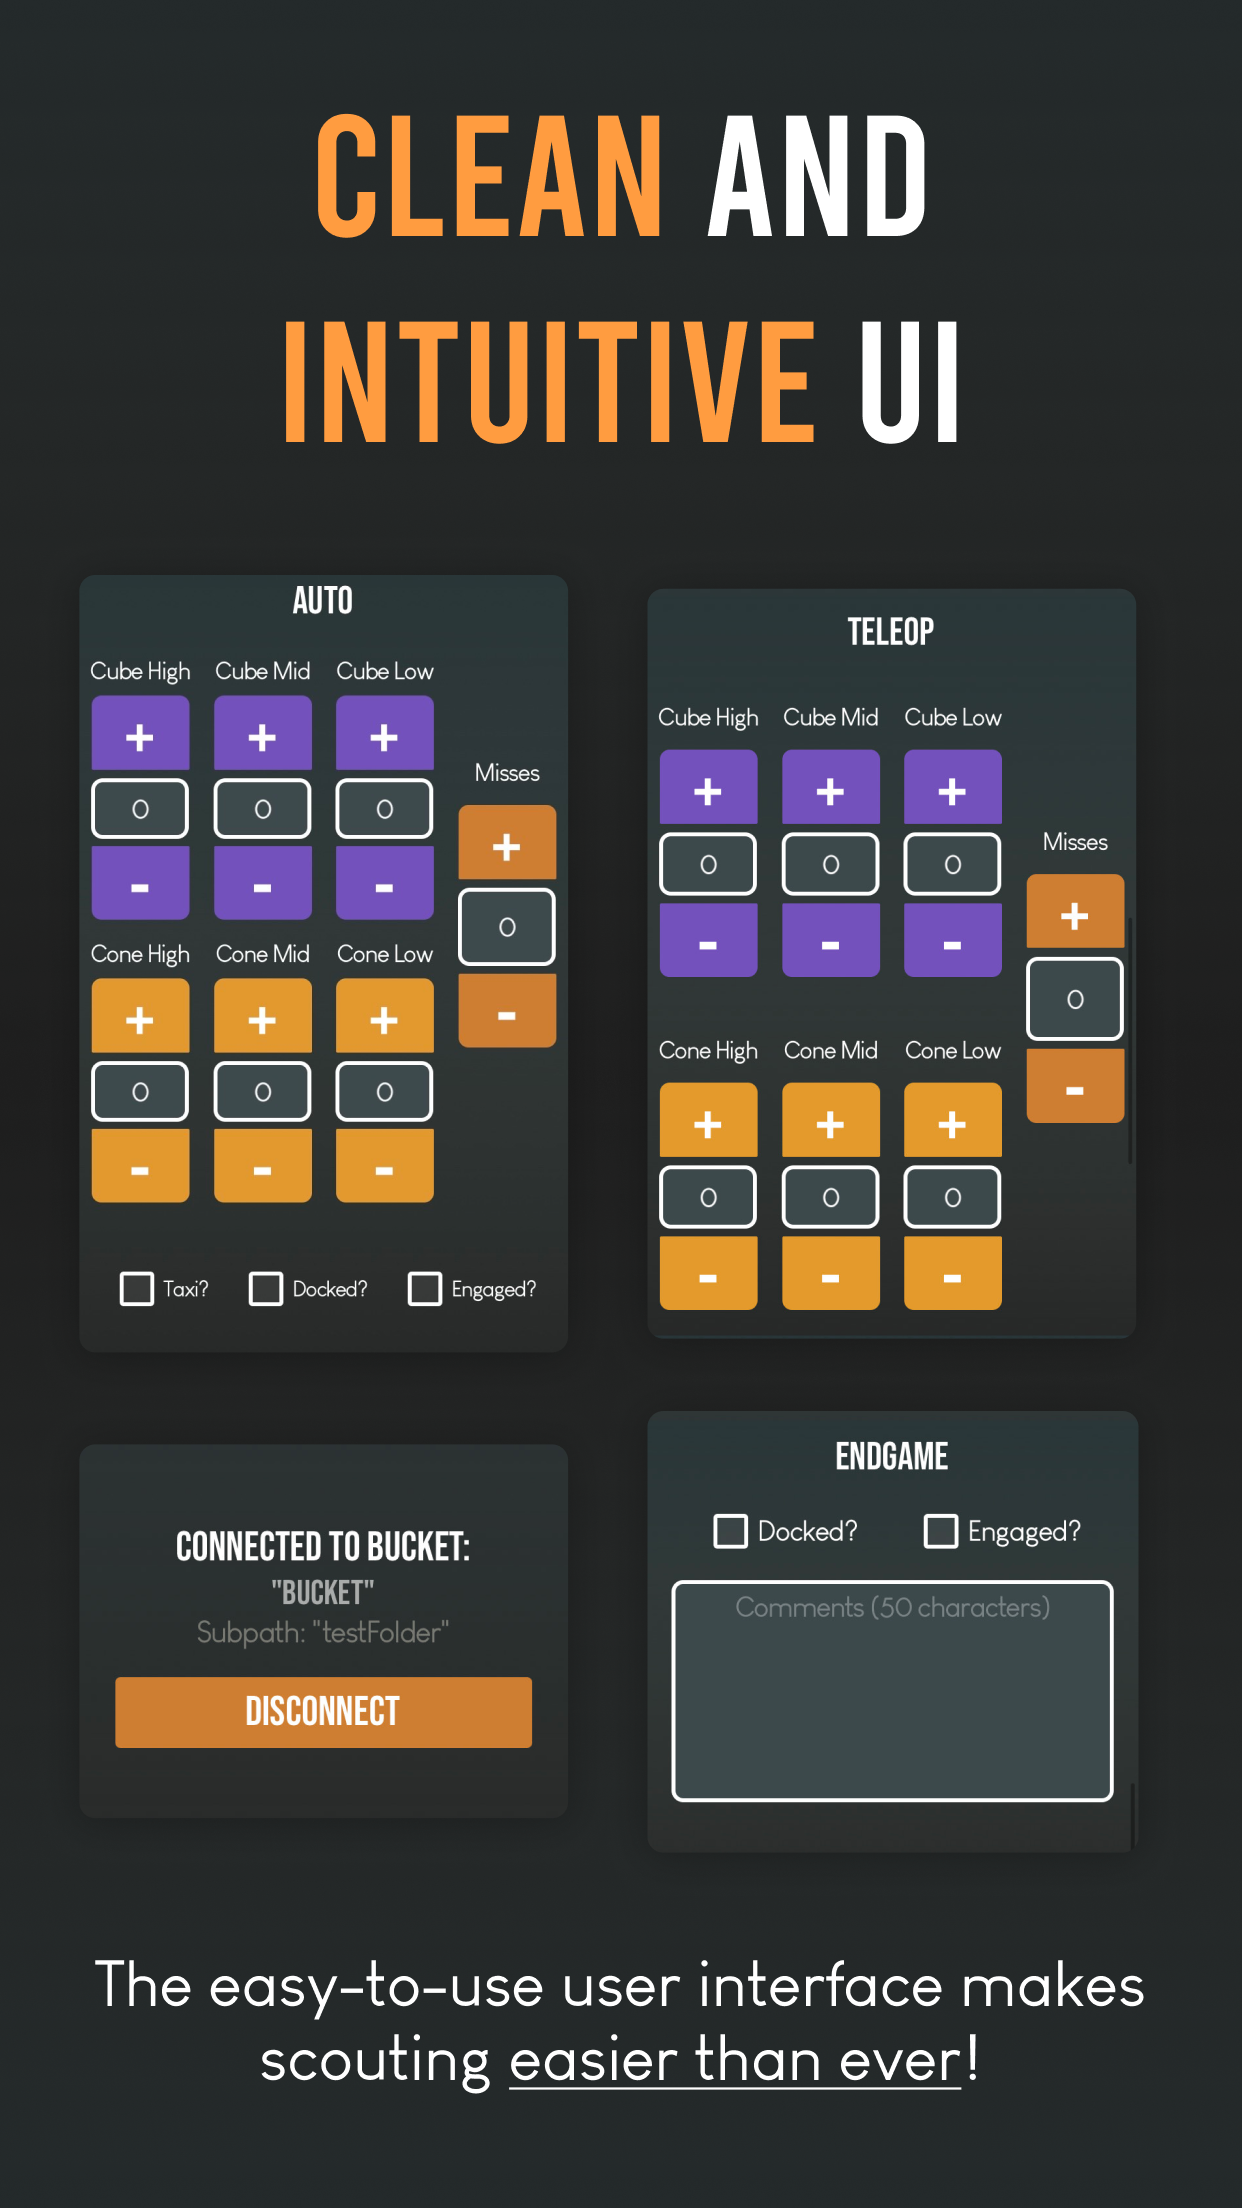 CLEAN AND
INTUITIVE UI
AUTO
Cube High Cube Mid Cube Low
+ + +
0 0 0
- - -
Cone High Cone Mid Cone Low
+ + +
0 0 0
- - -
Misses
+
0
-
Taxi? Docked? Engaged?
TELEOP
Cube High Cube Mid Cube Low
+ + +
0 0 0
- - -
Cone High Cone Mid Cone Low
+ + +
0 0 0
- - -
Misses
+
0
-
CONNECTED TO BUCKET:
"BUCKET"
Subpath: "testFolder"
DISCONNECT
ENDGAME
Docked? Engaged?
Comments (50 characters)
The easy-to-use user interface makes
scouting easier than ever!